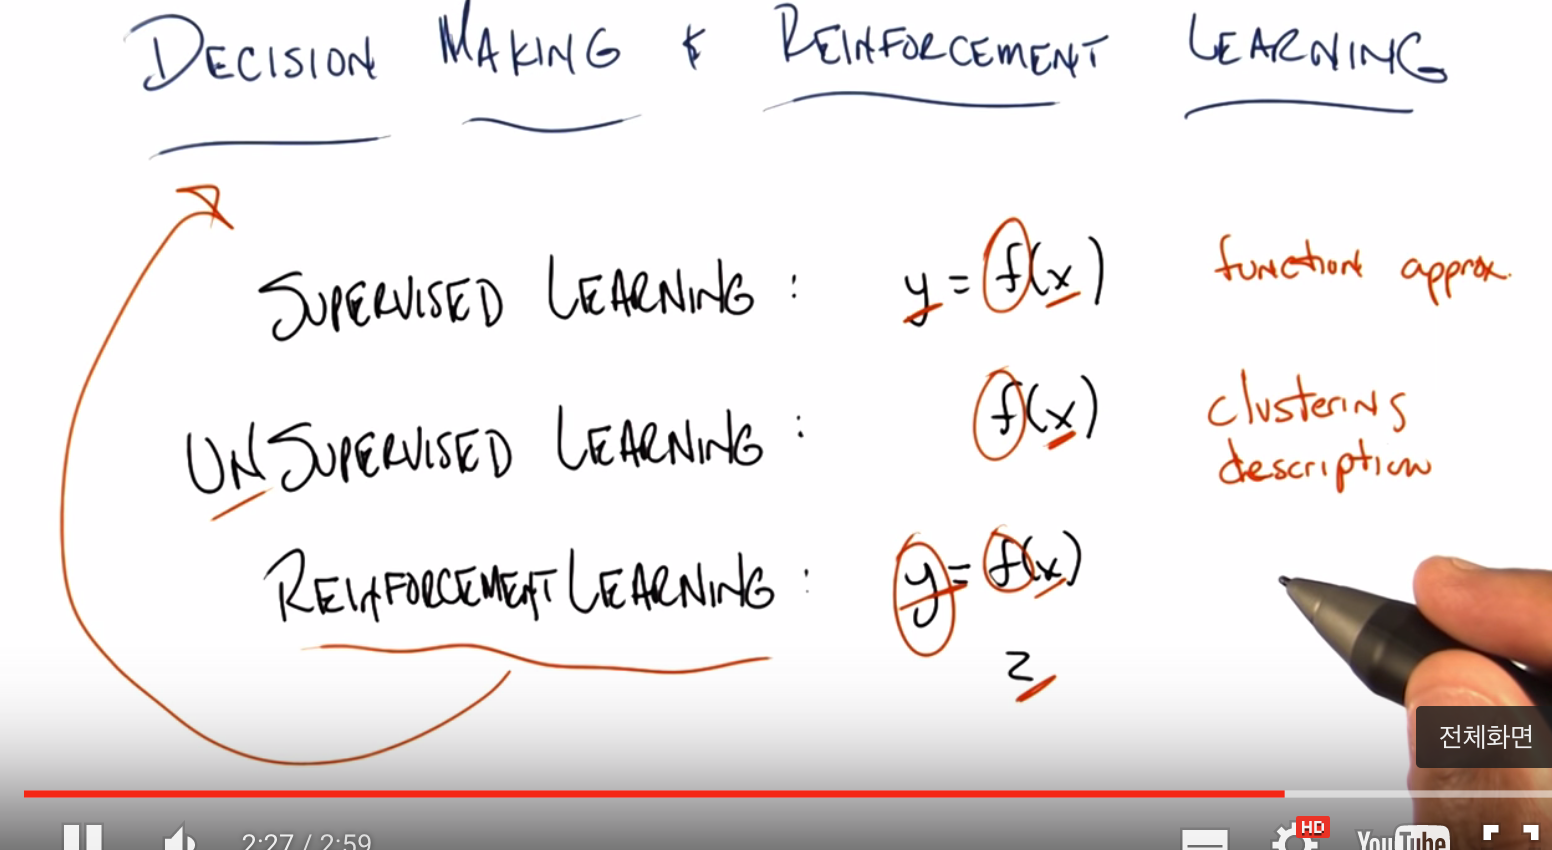 DECISION MAKING & REINFORCEMENT LEARNING
SUPERVISED LEARNING : y = f(x) function approx.
UNSUPERVISED LEARNING : f(x) clustering description
REINFORCEMENT LEARNING : y = f(x)
z
전체화면
2:27 / 2:59
HD
YouTube